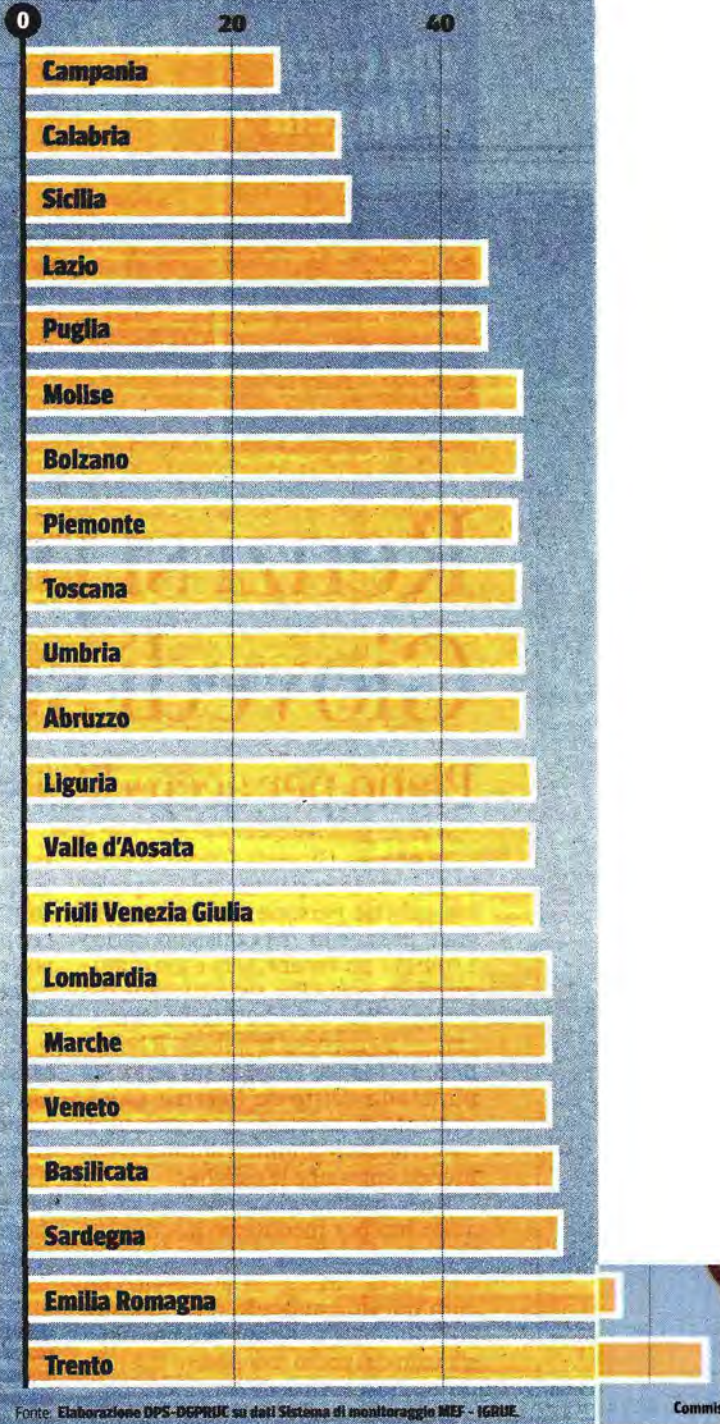 0 20 40
Campania
Calabria
Sicilia
Lazio
Puglia
Molise
Bolzano
Piemonte
Toscana
Umbria
Abruzzo
Liguria
Valle d'Aosata
Friuli Venezia Giulia
Lombardia
Marche
Veneto
Basilicata
Sardegna
Emilia Romagna
Trento
Fonte: Elaborazione DPS-DGPRUC su dati Sistema di monitoraggio MEF - IGRUE.